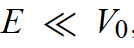 E ≪ V₀,